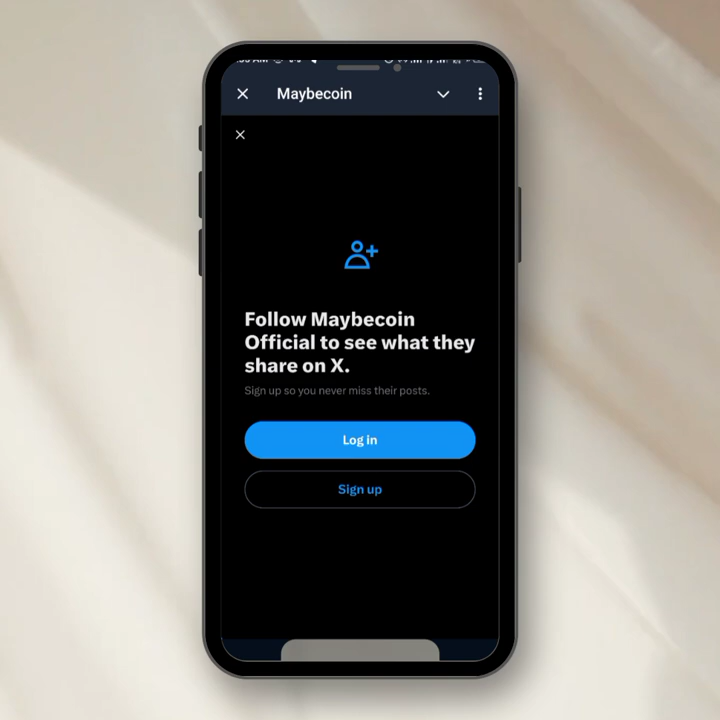 Maybecoin
Follow Maybecoin
Official to see what they
share on X.
Sign up so you never miss their posts.
Log in
Sign up